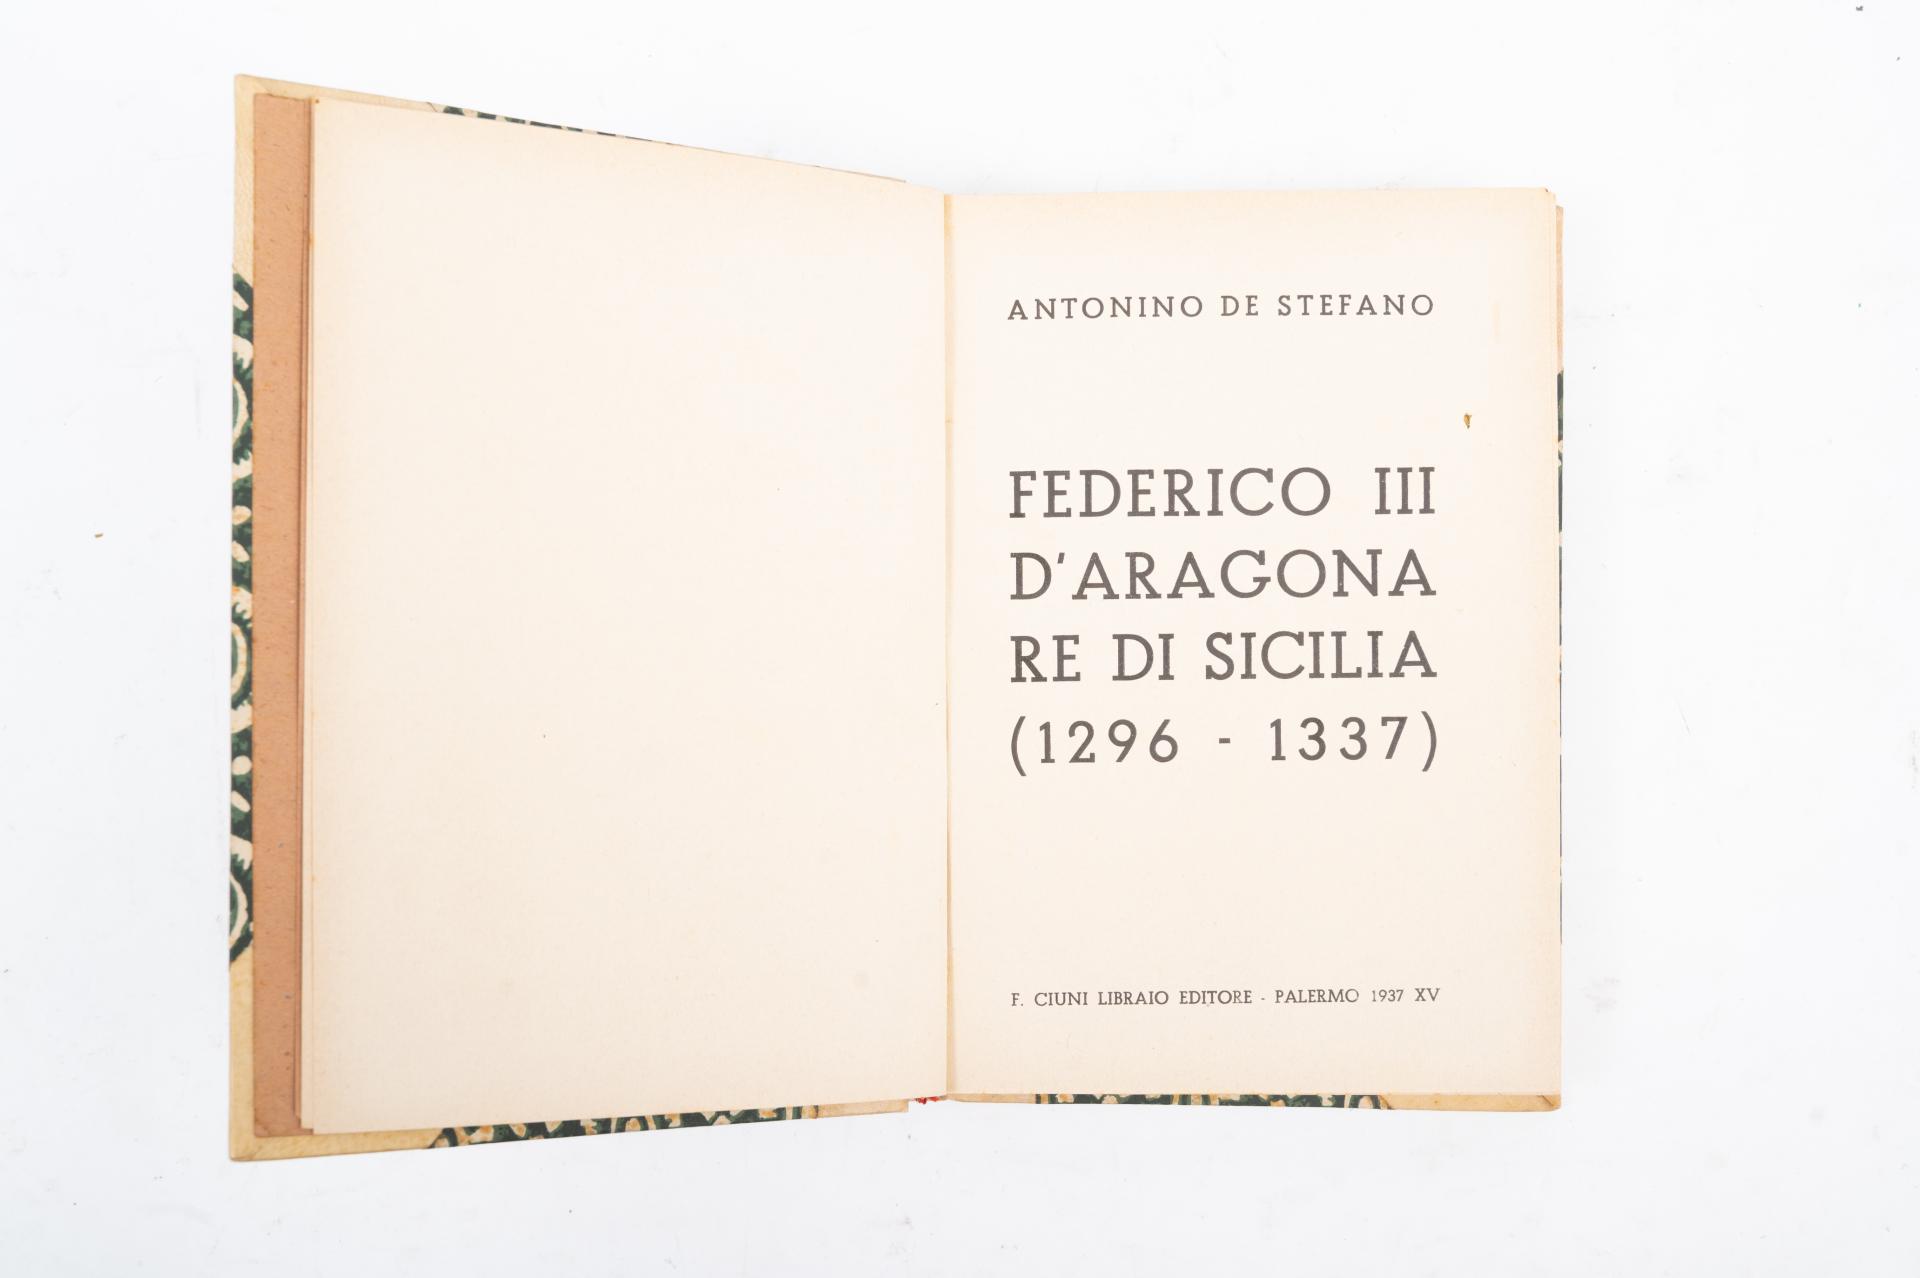 ANTONINO DE STEFANO
FEDERICO III
D'ARAGONA
RE DI SICILIA
(1296 - 1337)
F. CIUNI LIBRAIO EDITORE - PALERMO 1937 XV